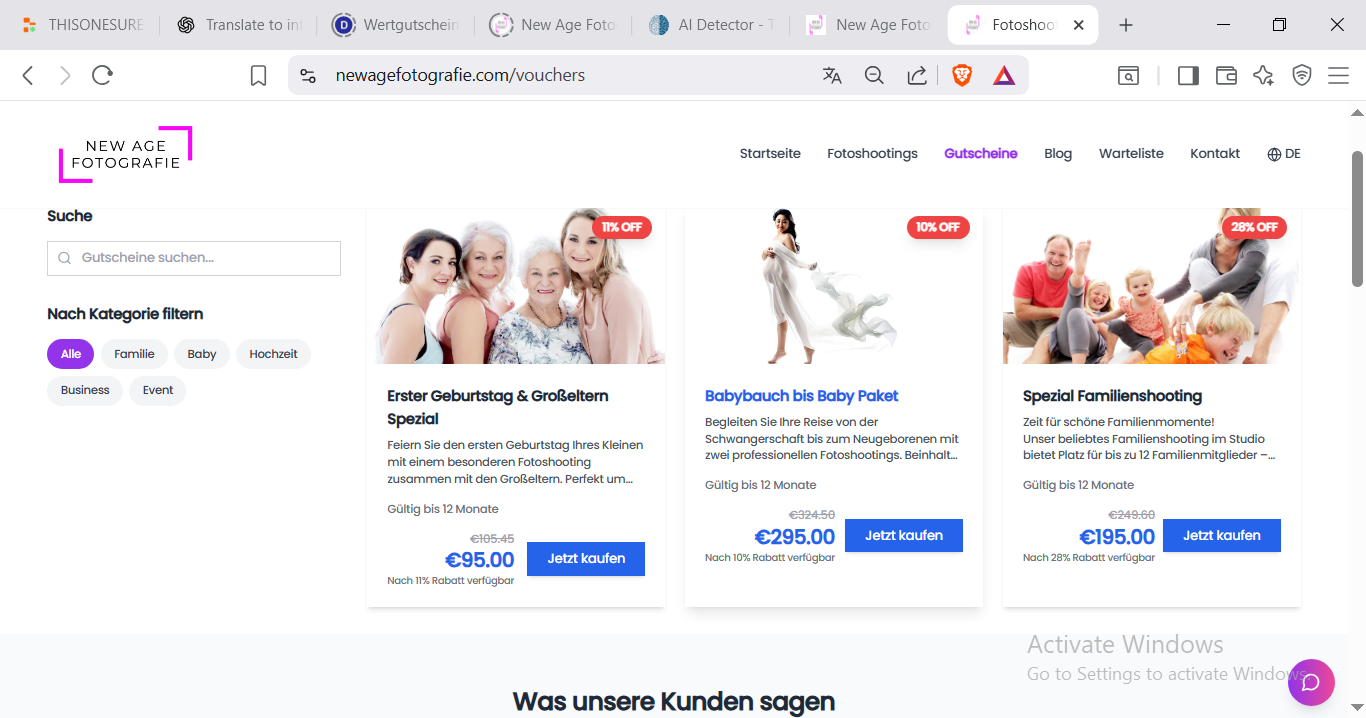 THISONESURE
Translate to in
Wertgutschein
New Age Foto
AI Detector - T
New Age Foto
Fotoshoo
newagefotografie.com/vouchers
NEW AGE
FOTOGRAFIE
Startseite
Fotoshootings
Gutscheine
Blog
Warteliste
Kontakt
DE
Suche
Gutscheine suchen...
Nach Kategorie filtern
Alle
Familie
Baby
Hochzeit
Business
Event
11% OFF
Erster Geburtstag & Großeltern
Spezial
Feiern Sie den ersten Geburtstag Ihres Kleinen
mit einem besonderen Fotoshooting
zusammen mit den Großeltern. Perfekt um...
Gültig bis 12 Monate
€105.45
€95.00
Nach 11% Rabatt verfügbar
Jetzt kaufen
10% OFF
Babybauch bis Baby Paket
Begleiten Sie Ihre Reise von der
Schwangerschaft bis zum Neugeborenen mit
zwei professionellen Fotoshootings. Beinhalt...
Gültig bis 12 Monate
€324.50
€295.00
Nach 10% Rabatt verfügbar
Jetzt kaufen
28% OFF
Spezial Familienshooting
Zeit für schöne Familienmomente!
Unser beliebtes Familienshooting im Studio
bietet Platz für bis zu 12 Familienmitglieder –...
Gültig bis 12 Monate
€249.60
€195.00
Nach 28% Rabatt verfügbar
Jetzt kaufen
Was unsere Kunden sagen
Activate Windows
Go to Settings to activate Windows.